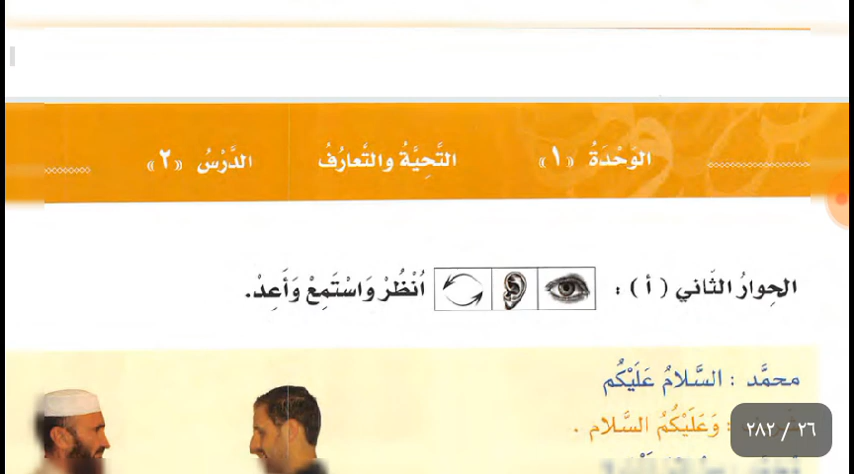 الوَحْدَةُ «١» التَّحِيَّةُ والتَّعارُفُ الدَّرْسُ «٢»
الحِوارُ الثَّاني ( أ ) : اُنْظُرْ وَاسْتَمِعْ وَأَعِدْ.
محمَّد : السَّلامُ عَلَيْكُم
: وَعَلَيْكُمُ السَّلام .
٢٦ / ٢٨٢